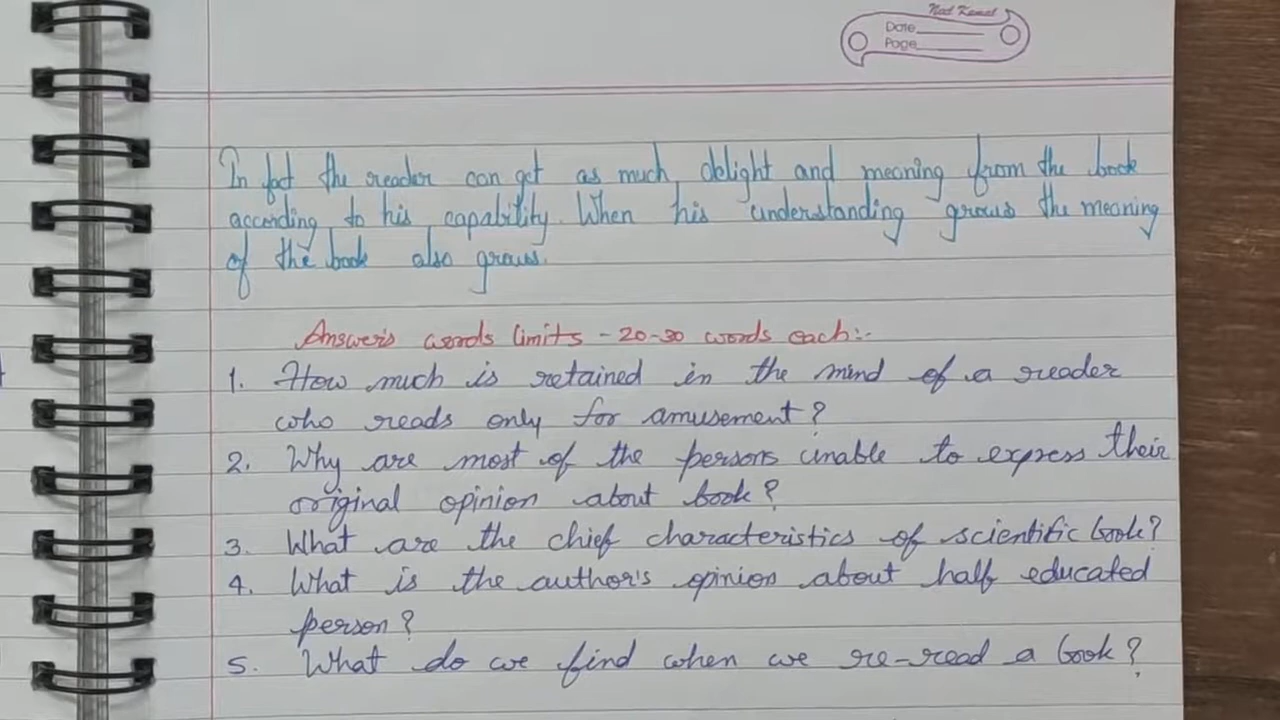 Neel Kamal
Date
Page
In fact the reader can get as much delight and meaning from the book
according to his capability. When his understanding grows the meaning
of the book also grows.
Answer's words limits - 20-30 words each:-
1. How much is retained in the mind of a reader
who reads only for amusement?
2. Why are most of the persons unable to express their
original opinion about book?
3. What are the chief characteristics of scientific book?
4. What is the author's opinion about half educated
person?
5. What do we find when we re-read a book?